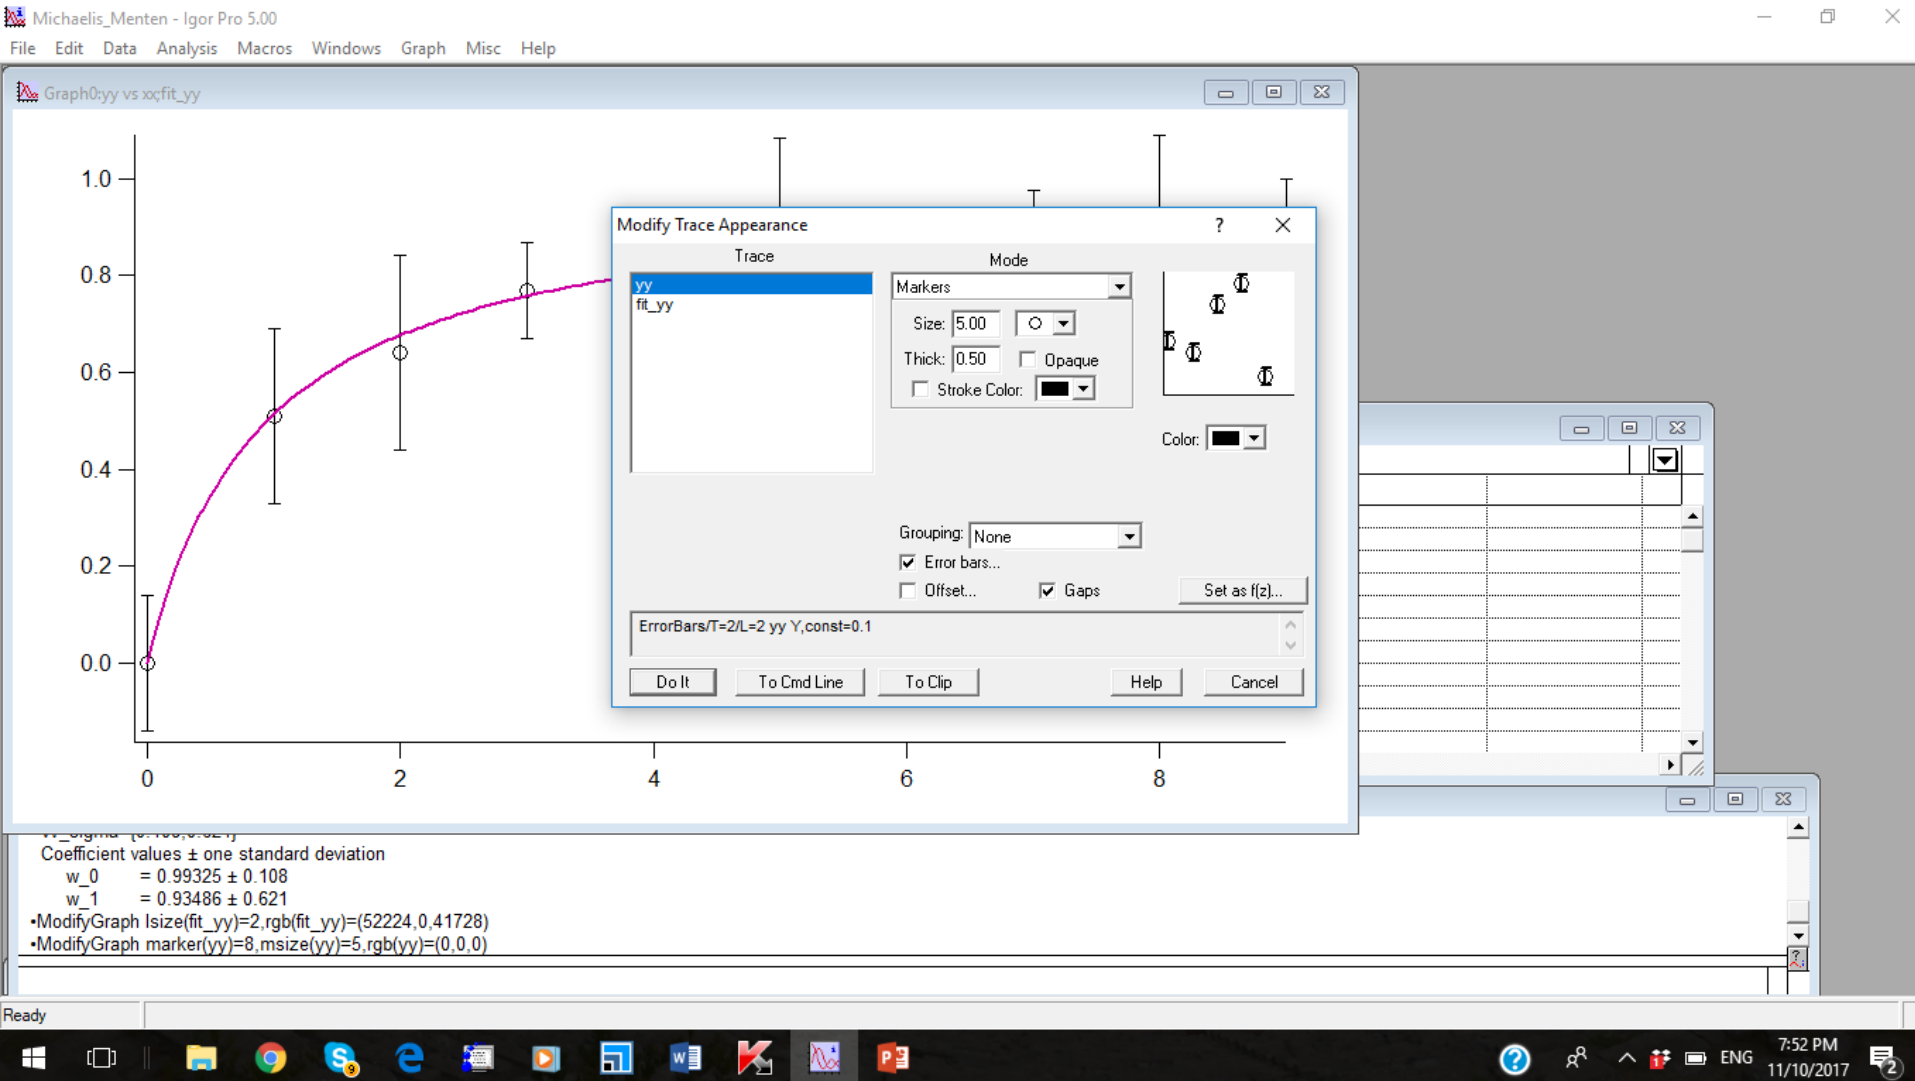 Michaelis_Menten - Igor Pro 5.00
File Edit Data Analysis Macros Windows Graph Misc Help
Graph0:yy vs xx;fit_yy
1.0
0.8
0.6
0.4
0.2
0.0
0 2 4 6 8
Modify Trace Appearance ?
Trace
yy
fit_yy
Mode
Markers
Size: 5.00
Thick: 0.50 Opaque
Stroke Color:
Color:
Grouping: None
Error bars...
Offset... Gaps Set as f(z)...
ErrorBars/T=2/L=2 yy Y,const=0.1
Do It To Cmd Line To Clip Help Cancel
Coefficient values ± one standard deviation
w_0 = 0.99325 ± 0.108
w_1 = 0.93486 ± 0.621
•ModifyGraph lsize(fit_yy)=2,rgb(fit_yy)=(52224,0,41728)
•ModifyGraph marker(yy)=8,msize(yy)=5,rgb(yy)=(0,0,0)
Ready
ENG
7:52 PM
11/10/2017
2